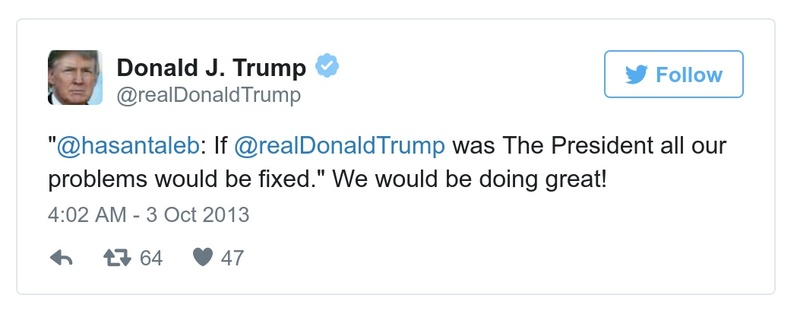 Donald J. Trump
@realDonaldTrump
Follow
"@hasantaleb: If @realDonaldTrump was The President all our
problems would be fixed." We would be doing great!
4:02 AM - 3 Oct 2013
64 47